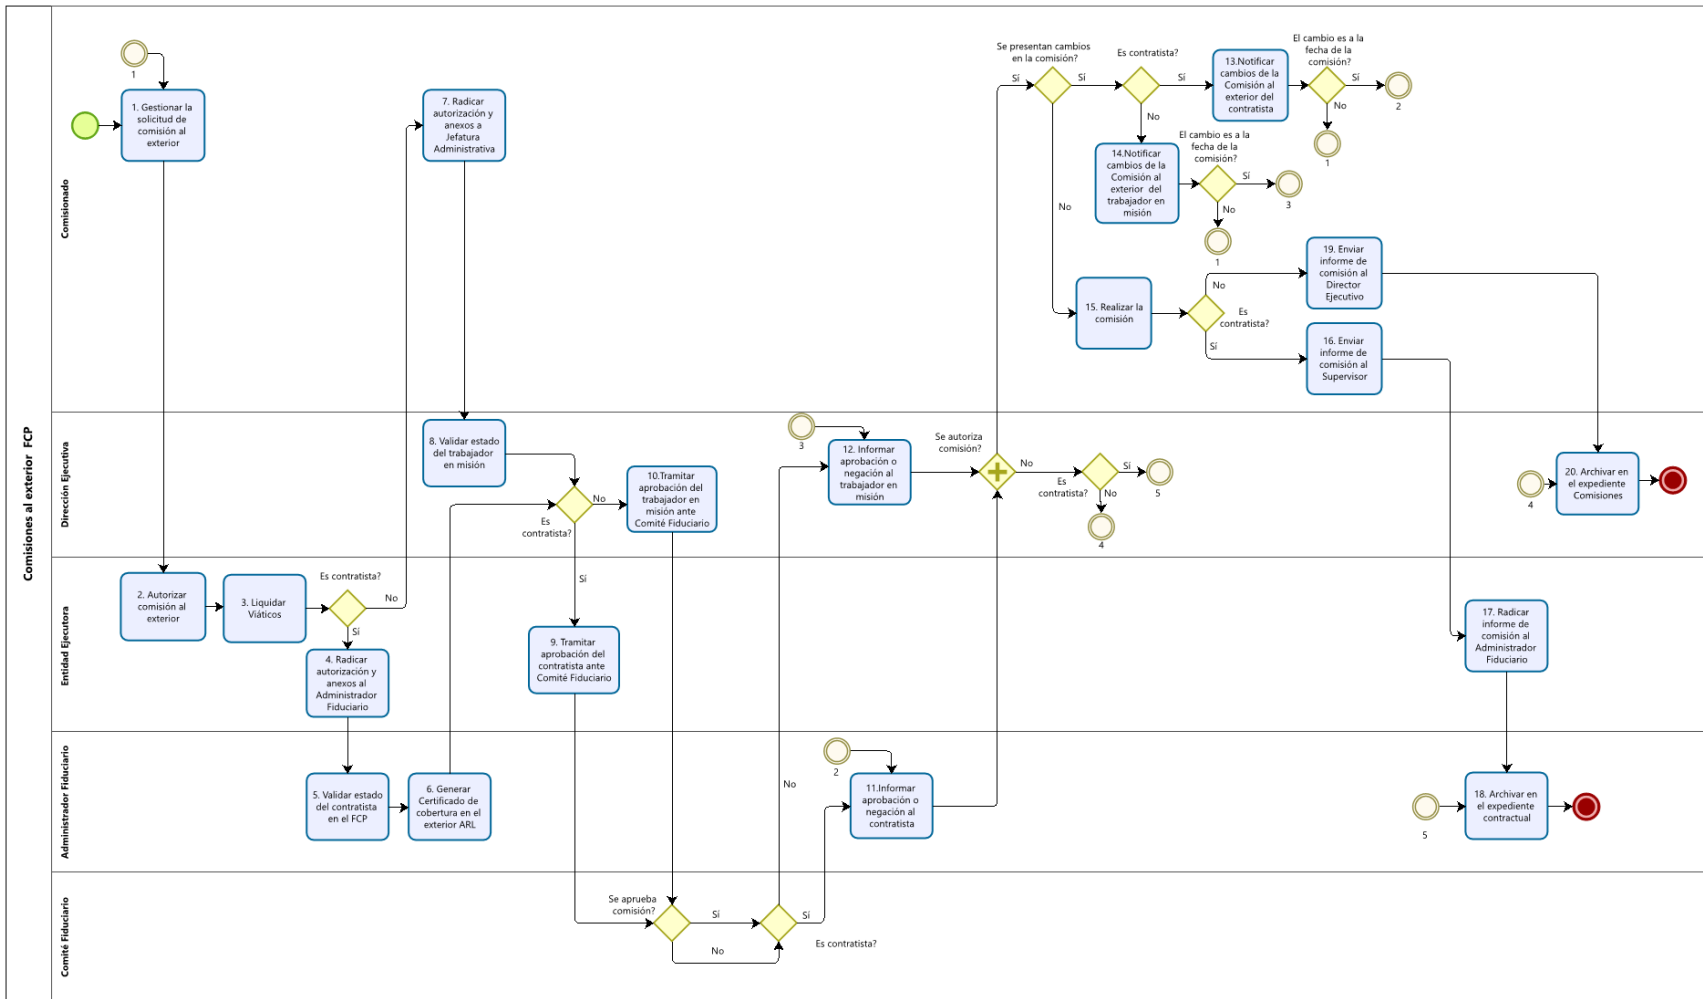 Comisiones al exterior  FCP
Comisionado
1
1. Gestionar la
solicitud de
comisión al
exterior
7. Radicar
autorización y
anexos a
Jefatura
Administrativa
Se presentan cambios
en la comisión?
Sí
Sí
No
Es contratista?
Sí
No
13.Notificar
cambios de la
Comisión al
exterior del
contratista
El cambio es a la
fecha de la
comisión?
Sí
2
No
1
14.Notificar
cambios de la
Comisión al
exterior  del
trabajador en
misión
El cambio es a la
fecha de la
comisión?
Sí
3
No
1
15. Realizar la
comisión
Es
contratista?
No
Sí
19. Enviar
informe de
comisión al
Director
Ejecutivo
16. Enviar
informe de
comisión al
Supervisor
Dirección Ejecutiva
8. Validar estado
del trabajador
en misión
Es
contratista?
No
Sí
10.Tramitar
aprobación del
trabajador en
misión ante
Comité Fiduciario
3
12. Informar
aprobación o
negación al
trabajador en
misión
Se autoriza
comisión?
No
Es
contratista?
Sí
5
No
4
4
20. Archivar en
el expediente
Comisiones
Entidad Ejecutora
2. Autorizar
comisión al
exterior
3. Liquidar
Viáticos
Es contratista?
No
Sí
4. Radicar
autorización y
anexos al
Administrador
Fiduciario
9. Tramitar
aprobación del
contratista ante
Comité Fiduciario
17. Radicar
informe de
comisión al
Administrador
Fiduciario
Administrador Fiduciario
5. Validar estado
del contratista
en el FCP
6. Generar
Certificado de
cobertura en el
exterior ARL
No
2
11.Informar
aprobación o
negación al
contratista
5
18. Archivar en
el expediente
contractual
Comité Fiduciario
Se aprueba
comisión?
Sí
No
Sí
Es contratista?